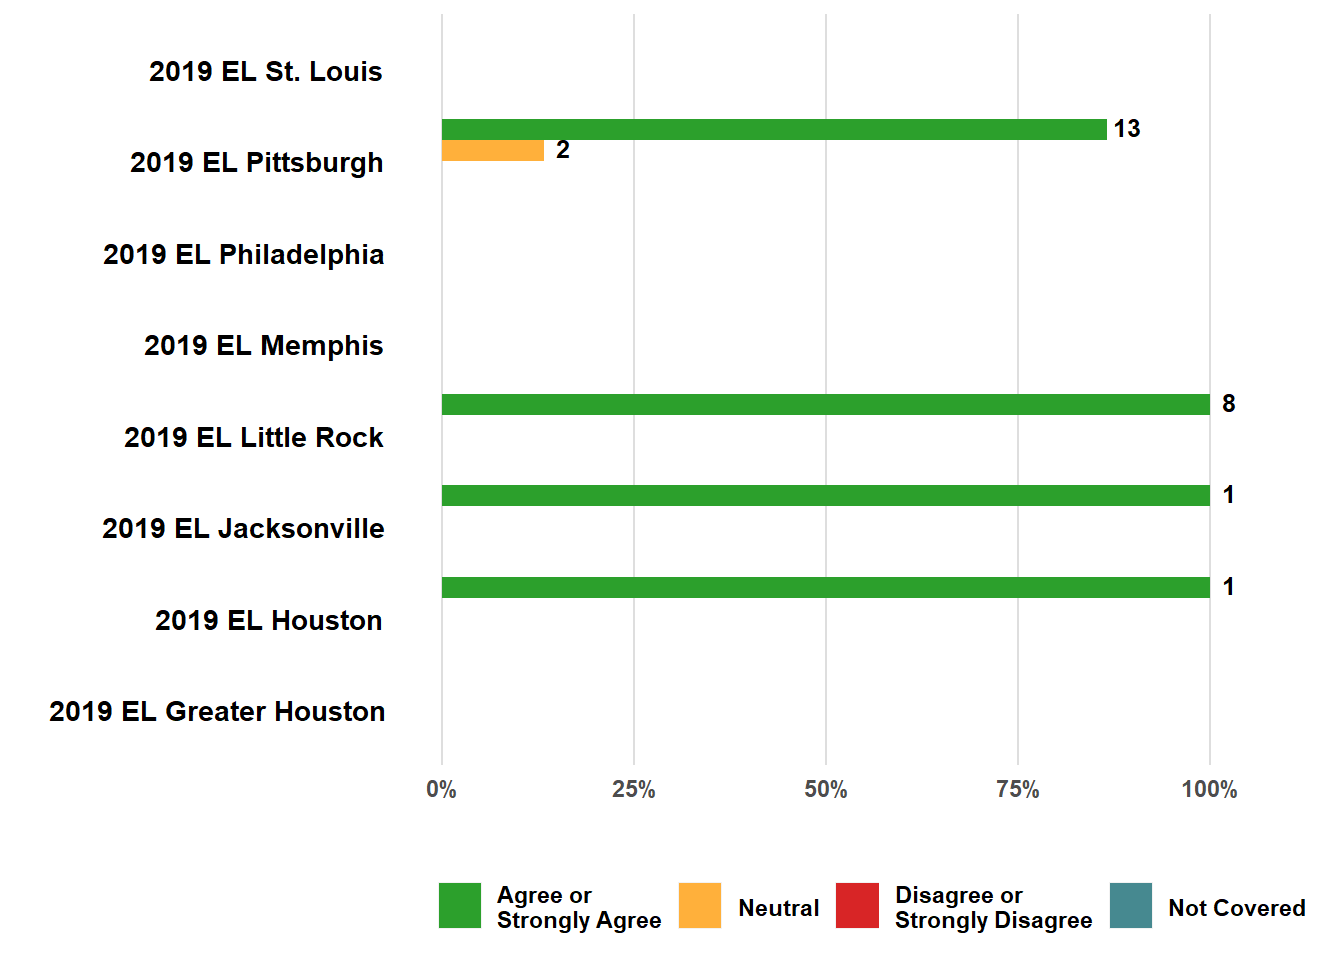 2019 EL St. Louis
13
2019 EL Pittsburgh
2
2019 EL Philadelphia
2019 EL Memphis
8
2019 EL Little Rock
1
2019 EL Jacksonville
1
2019 EL Houston
2019 EL Greater Houston
0% 25% 50% 75% 100%
Agree or
Strongly Agree
Neutral
Disagree or
Strongly Disagree
Not Covered